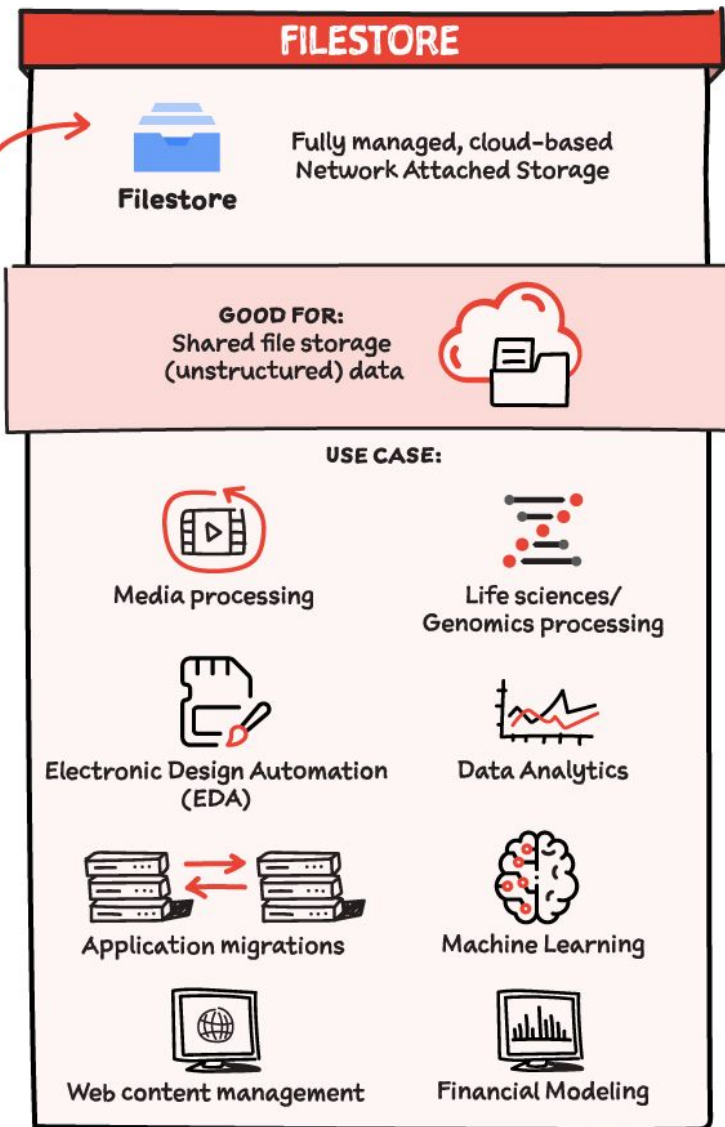 FILESTORE
Filestore
Fully managed, cloud-based
Network Attached Storage
GOOD FOR:
Shared file storage
(unstructured) data
USE CASE:
Media processing
Life sciences/
Genomics processing
Electronic Design Automation
(EDA)
Data Analytics
Application migrations
Machine Learning
Web content management
Financial Modeling